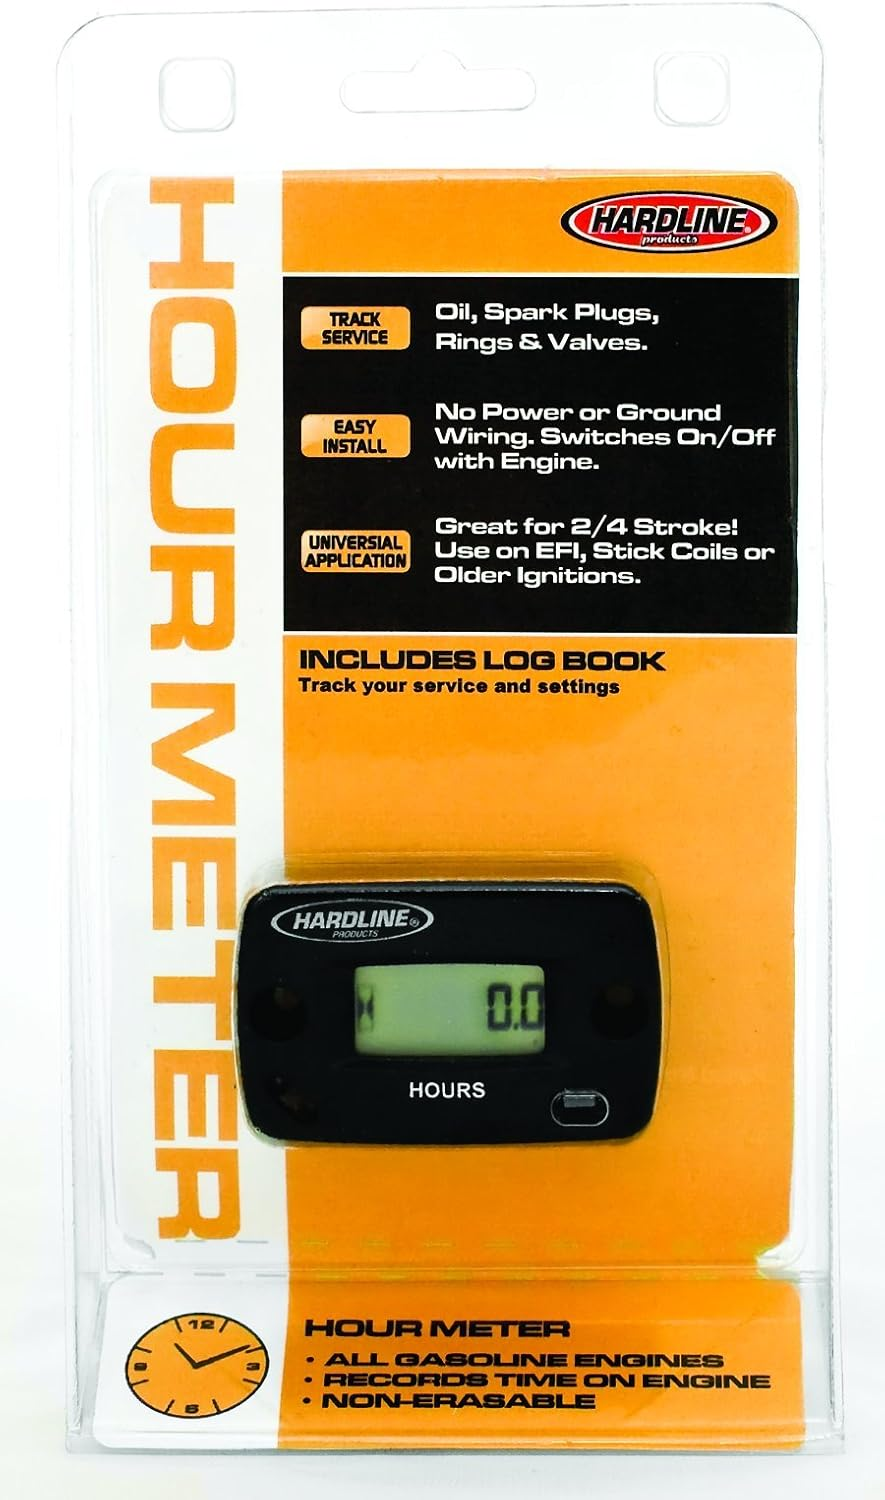 HOUR METER
HARDLINE®
products
TRACK
SERVICE
Oil, Spark Plugs,
Rings & Valves.
EASY
INSTALL
No Power or Ground
Wiring. Switches On/Off
with Engine.
UNIVERSIAL
APPLICATION
Great for 2/4 Stroke!
Use on EFI, Stick Coils or
Older Ignitions.
INCLUDES LOG BOOK
Track your service and settings
HARDLINE®
PRODUCTS
0.0
HOURS
12
3
6
9
HOUR METER
• ALL GASOLINE ENGINES
• RECORDS TIME ON ENGINE
• NON-ERASABLE